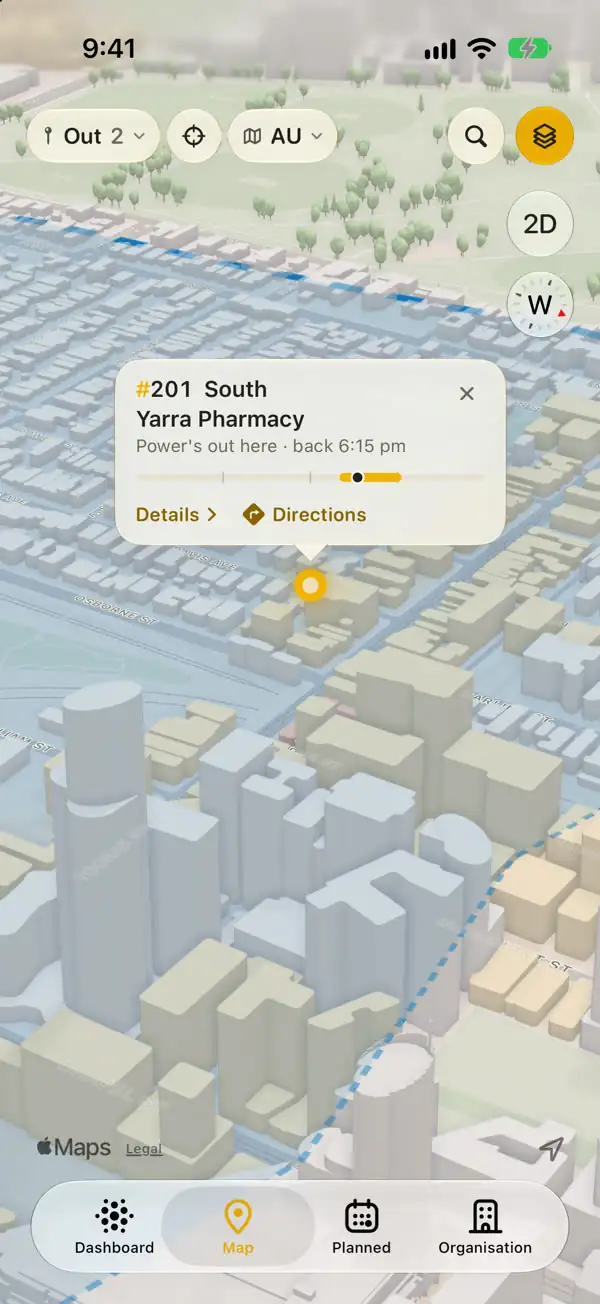 9:41
Out 2
AU
2D
W
#201 South
Yarra Pharmacy
Power's out here · back 6:15 pm
Details
Directions
OSBORNE ST
Maps
Legal
Dashboard
Map
Planned
Organisation